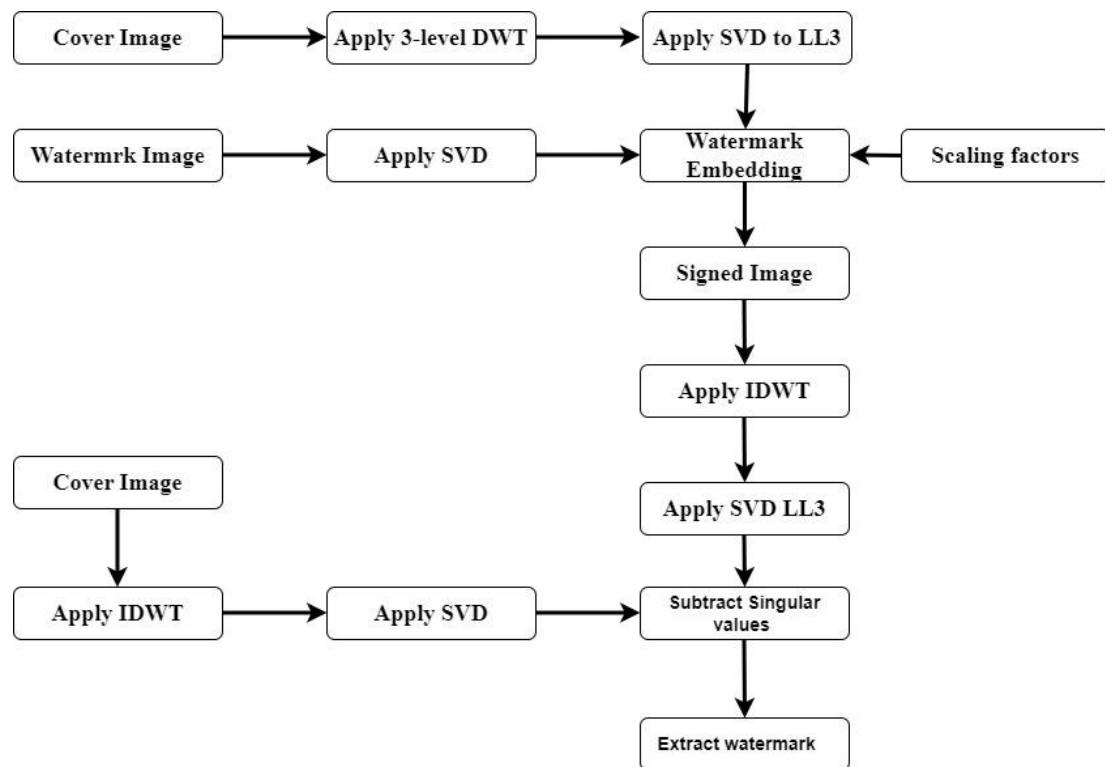 Cover Image
Apply 3-level DWT
Apply SVD to LL3
Watermrk Image
Apply SVD
Watermark
Embedding
Scaling factors
Signed Image
Apply IDWT
Cover Image
Apply SVD LL3
Apply IDWT
Apply SVD
Subtract Singular
values
Extract watermark